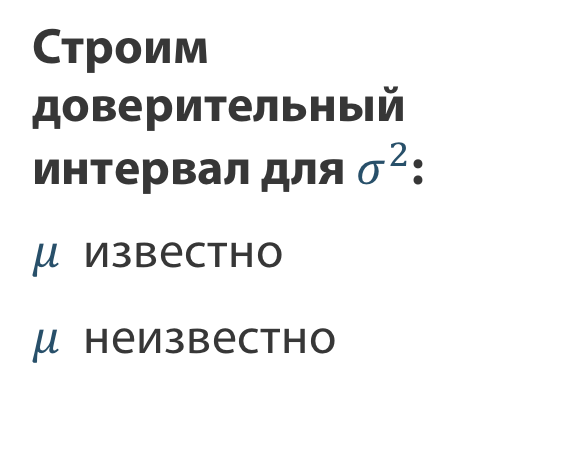 Строим
доверительный
интервал для σ²:
μ известно
μ неизвестно